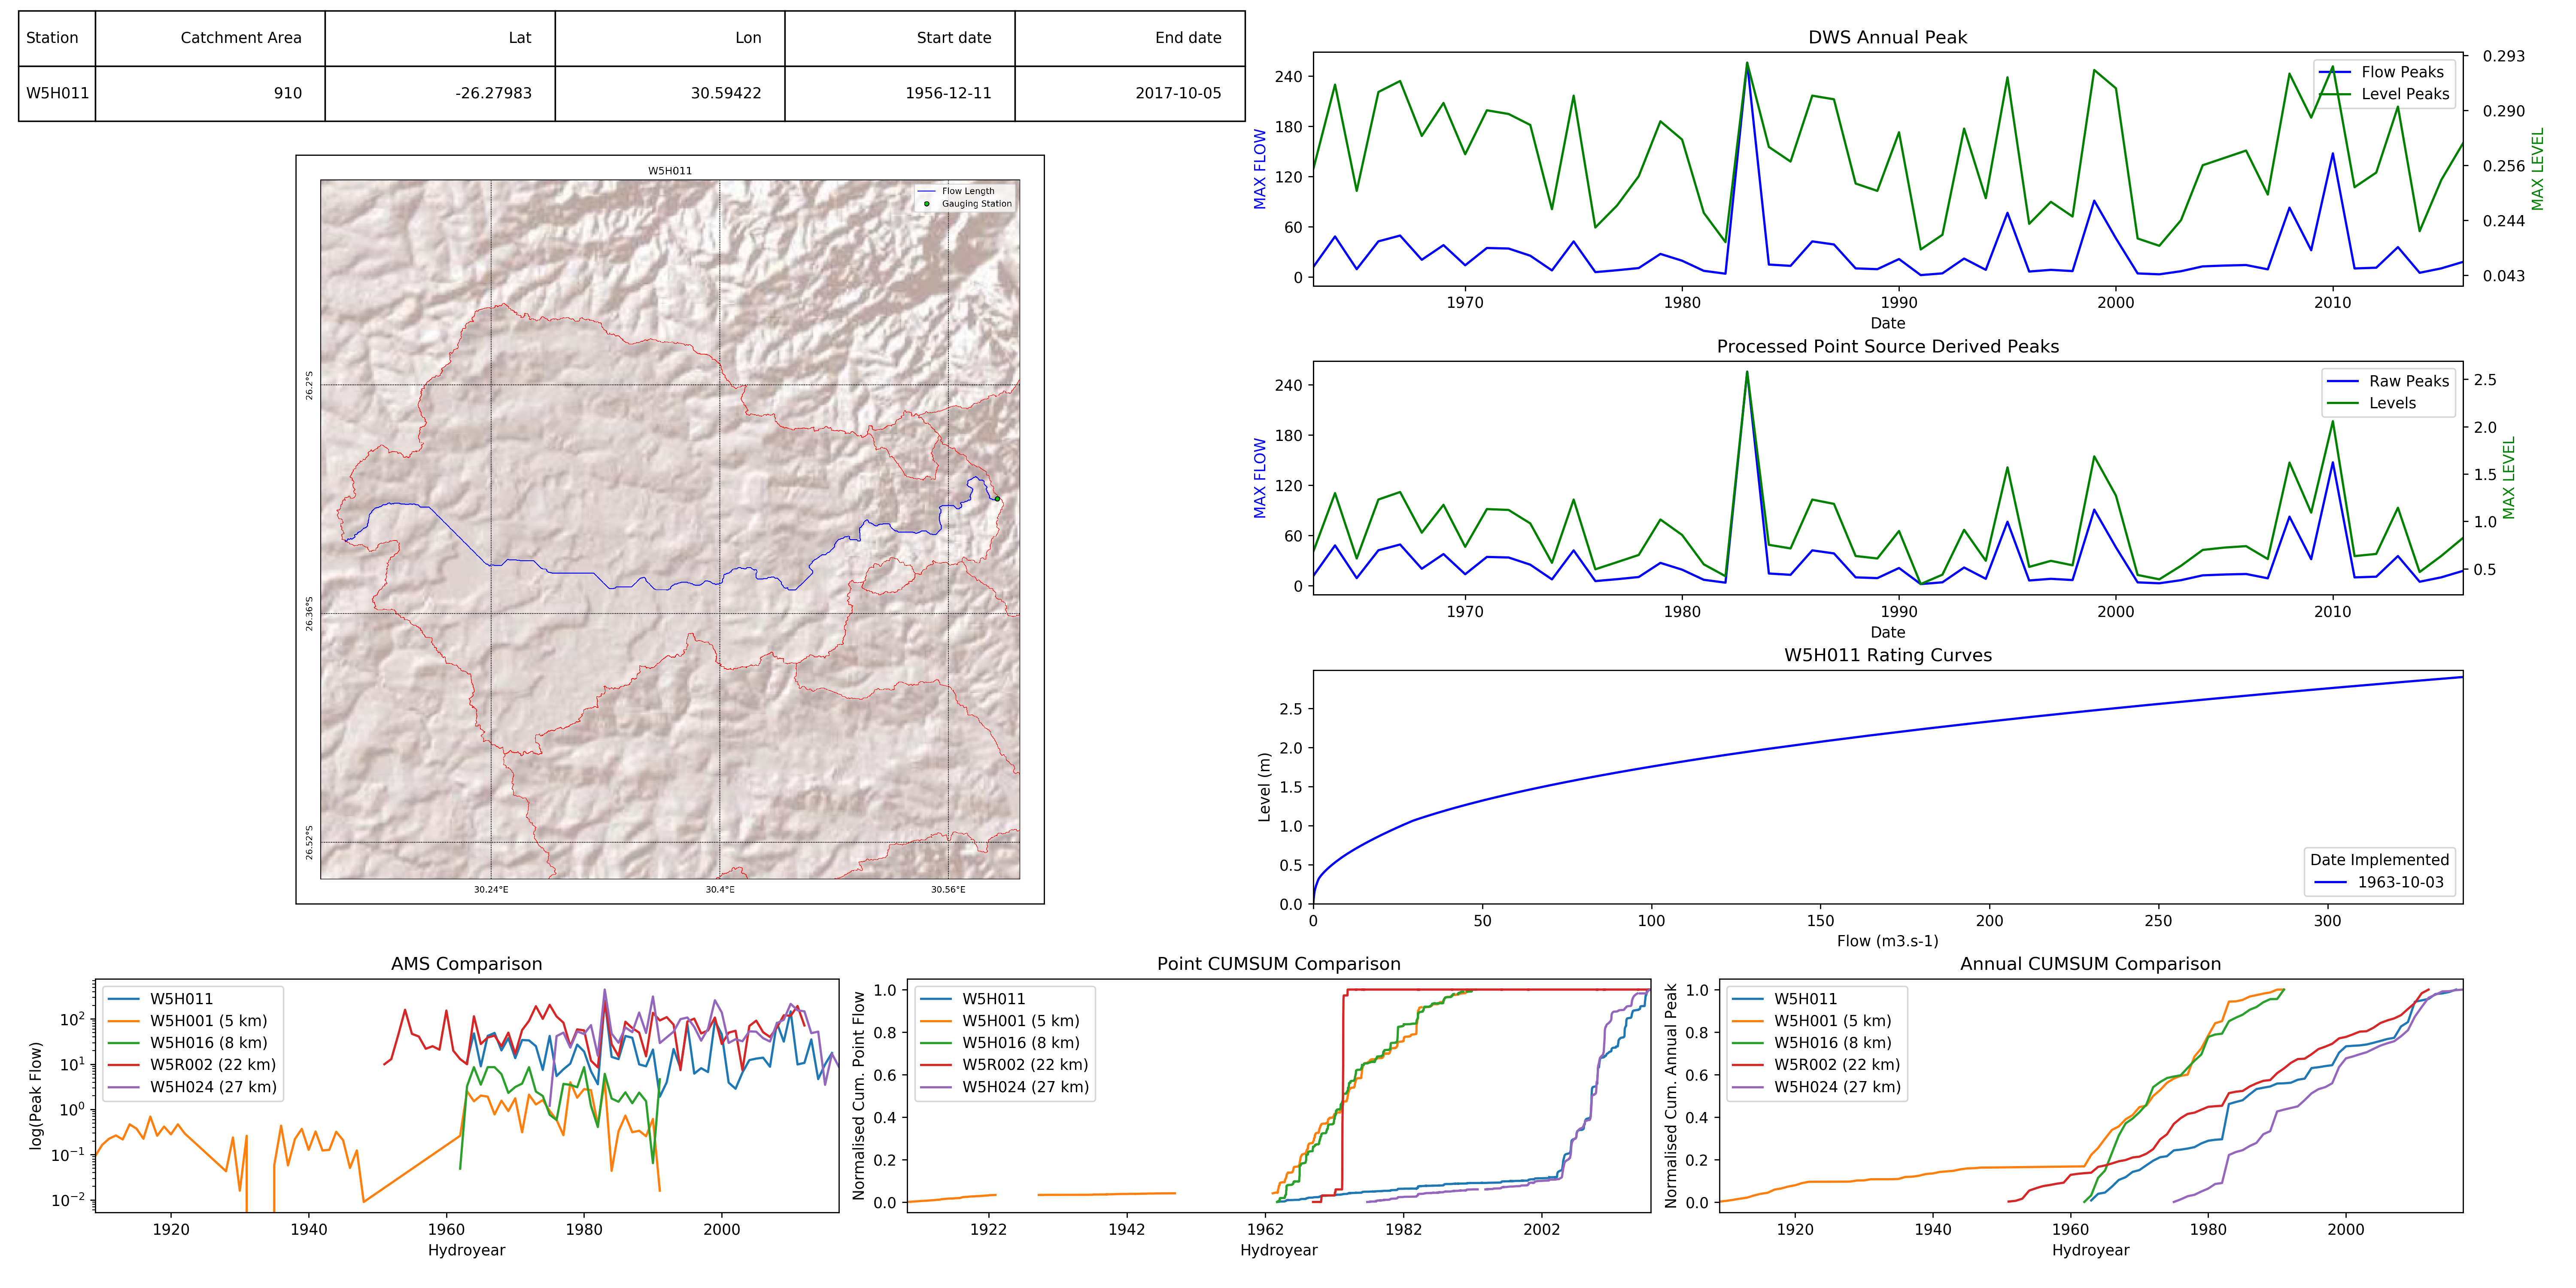 Station Catchment Area Lat Lon Start date End date
W5H011 910 -26.27983 30.59422 1956-12-11 2017-10-05
W5H011
Flow Length
Gauging Station
26.2°S
26.36°S
26.52°S
30.24°E 30.4°E 30.56°E
DWS Annual Peak
Flow Peaks
Level Peaks
MAX FLOW
240
180
120
60
0
0.293
0.290
0.256
0.244
0.043
MAX LEVEL
1970 1980 1990 2000 2010
Date
Processed Point Source Derived Peaks
Raw Peaks
Levels
MAX FLOW
240
180
120
60
0
2.5
2.0
1.5
1.0
0.5
MAX LEVEL
1970 1980 1990 2000 2010
Date
W5H011 Rating Curves
Level (m)
2.5
2.0
1.5
1.0
0.5
0.0
Date Implemented
1963-10-03
0 50 100 150 200 250 300
Flow (m3.s-1)
AMS Comparison
W5H011
W5H001 (5 km)
W5H016 (8 km)
W5R002 (22 km)
W5H024 (27 km)
log(Peak Flow)
10²
10¹
10⁰
10⁻¹
10⁻²
1920 1940 1960 1980 2000
Hydroyear
Point CUMSUM Comparison
W5H011
W5H001 (5 km)
W5H016 (8 km)
W5R002 (22 km)
W5H024 (27 km)
Normalised Cum. Point Flow
1.0
0.8
0.6
0.4
0.2
0.0
1922 1942 1962 1982 2002
Hydroyear
Annual CUMSUM Comparison
W5H011
W5H001 (5 km)
W5H016 (8 km)
W5R002 (22 km)
W5H024 (27 km)
Normalised Cum. Annual Peak
1.0
0.8
0.6
0.4
0.2
0.0
1920 1940 1960 1980 2000
Hydroyear